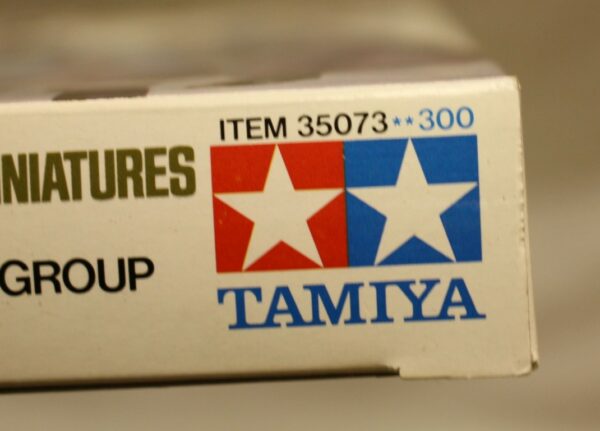 ITEM 35073 **300
NIATURES
GROUP
TAMIYA